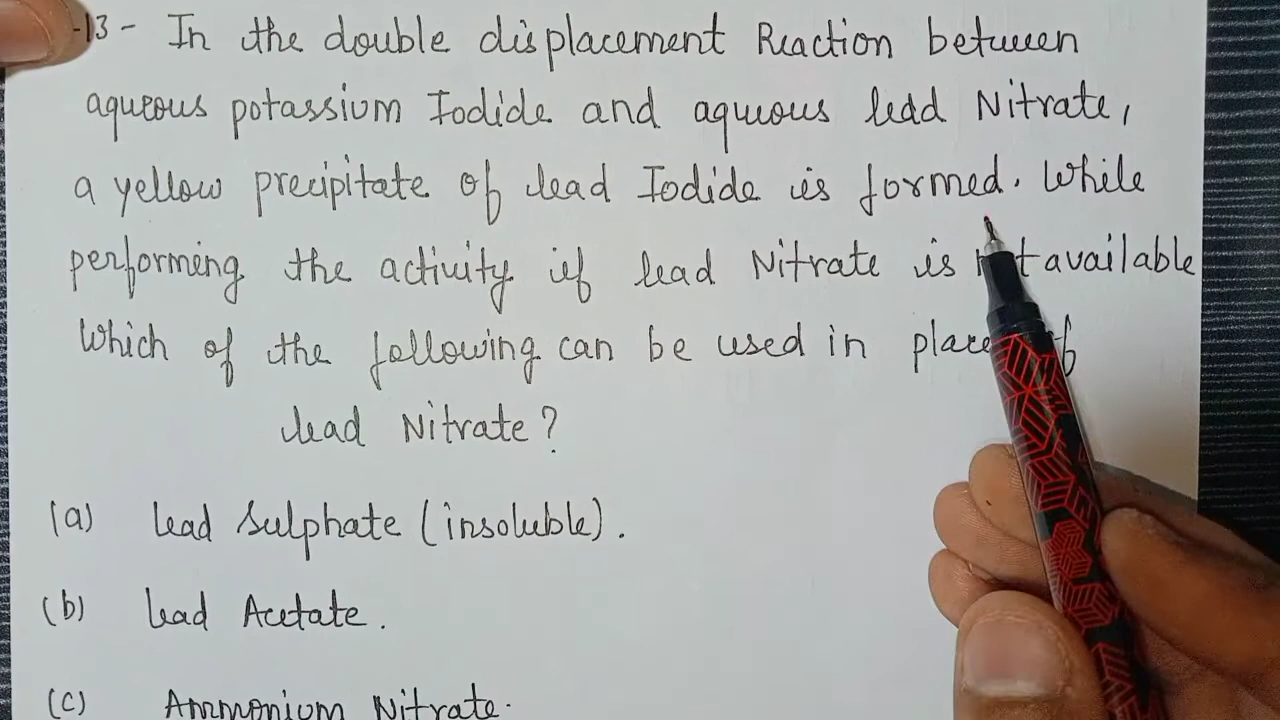 -13- In the double displacement Reaction between
aqueous potassium Iodide and aqueous lead Nitrate,
a yellow precipitate of lead Iodide is formed. While
performing the activity if lead Nitrate is not available
Which of the following can be used in place of
lead Nitrate?
(a) lead Sulphate (insoluble).
(b) lead Acetate.
(c) Ammonium Nitrate.